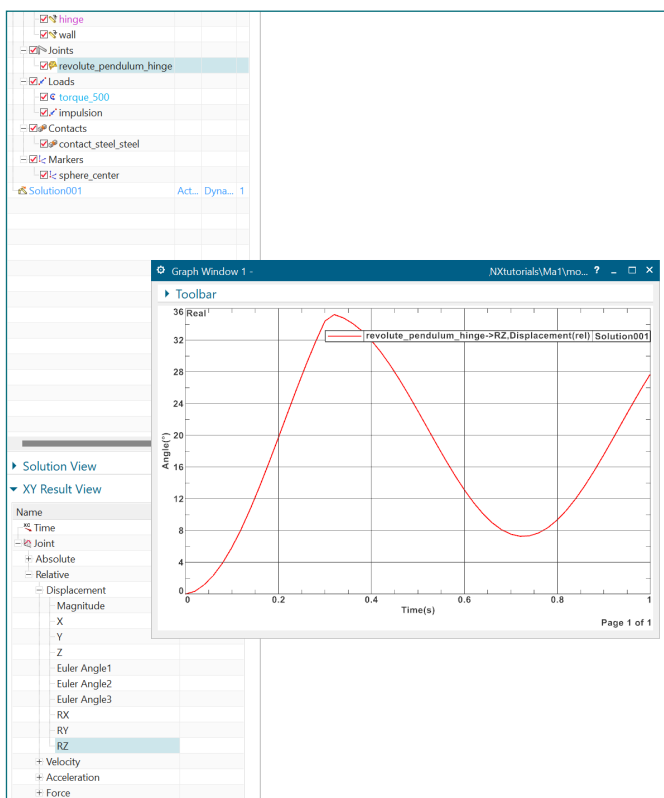 hinge
wall
Joints
revolute_pendulum_hinge
Loads
torque_500
impulsion
Contacts
contact_steel_steel
Markers
sphere_center
Solution001 Act... Dyna... 1
Graph Window 1 - .NXtutorials\Ma1\mo... ?
Toolbar
36 Real
revolute_pendulum_hinge->RZ,Displacement(rel) Solution001
32
28
24
20
16
12
8
4
0
Angle(°)
0 0.2 0.4 0.6 0.8 1
Time(s)
Page 1 of 1
Solution View
XY Result View
Name
Time
Joint
Absolute
Relative
Displacement
Magnitude
X
Y
Z
Euler Angle1
Euler Angle2
Euler Angle3
RX
RY
RZ
Velocity
Acceleration
Force